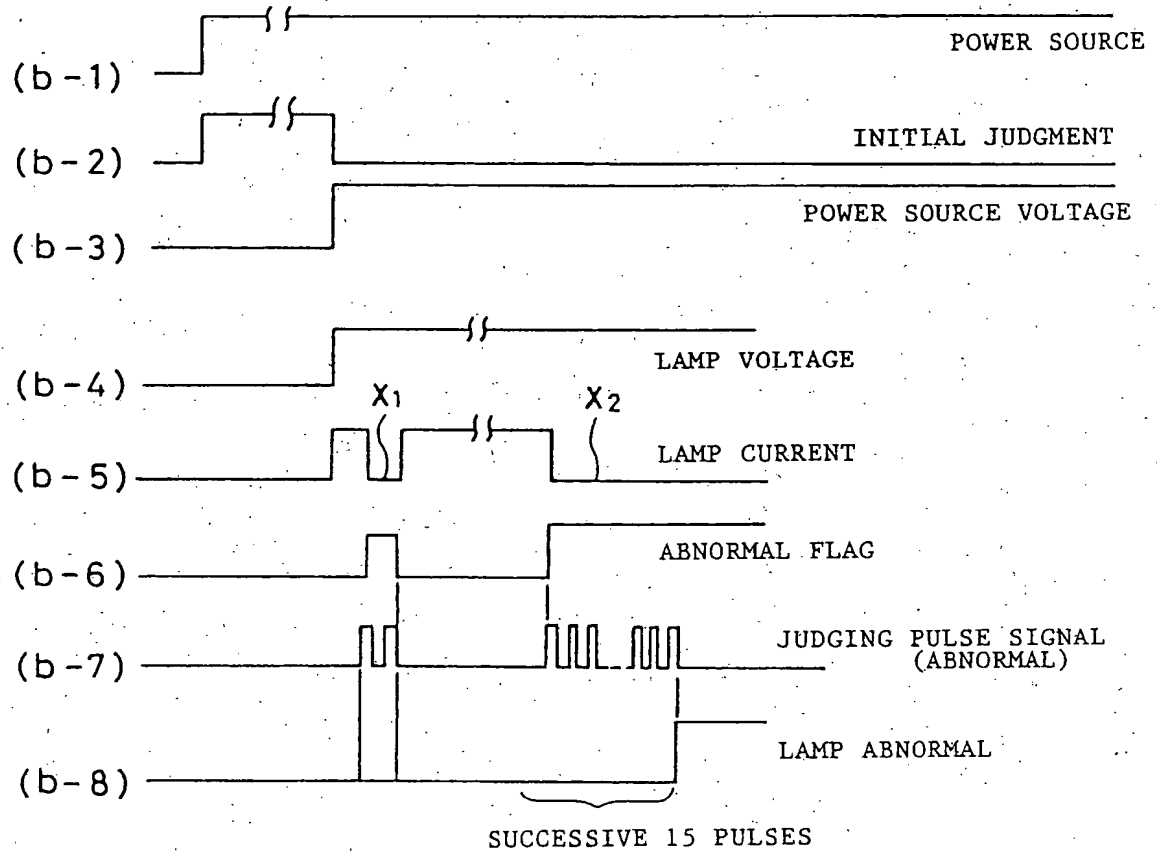 POWER SOURCE
(b-1)
INITIAL JUDGMENT
(b-2)
POWER SOURCE VOLTAGE
(b-3)
LAMP VOLTAGE
(b-4)
X1 X2
LAMP CURRENT
(b-5)
ABNORMAL FLAG
(b-6)
JUDGING PULSE SIGNAL
(ABNORMAL)
(b-7)
LAMP ABNORMAL
(b-8)
SUCCESSIVE 15 PULSES